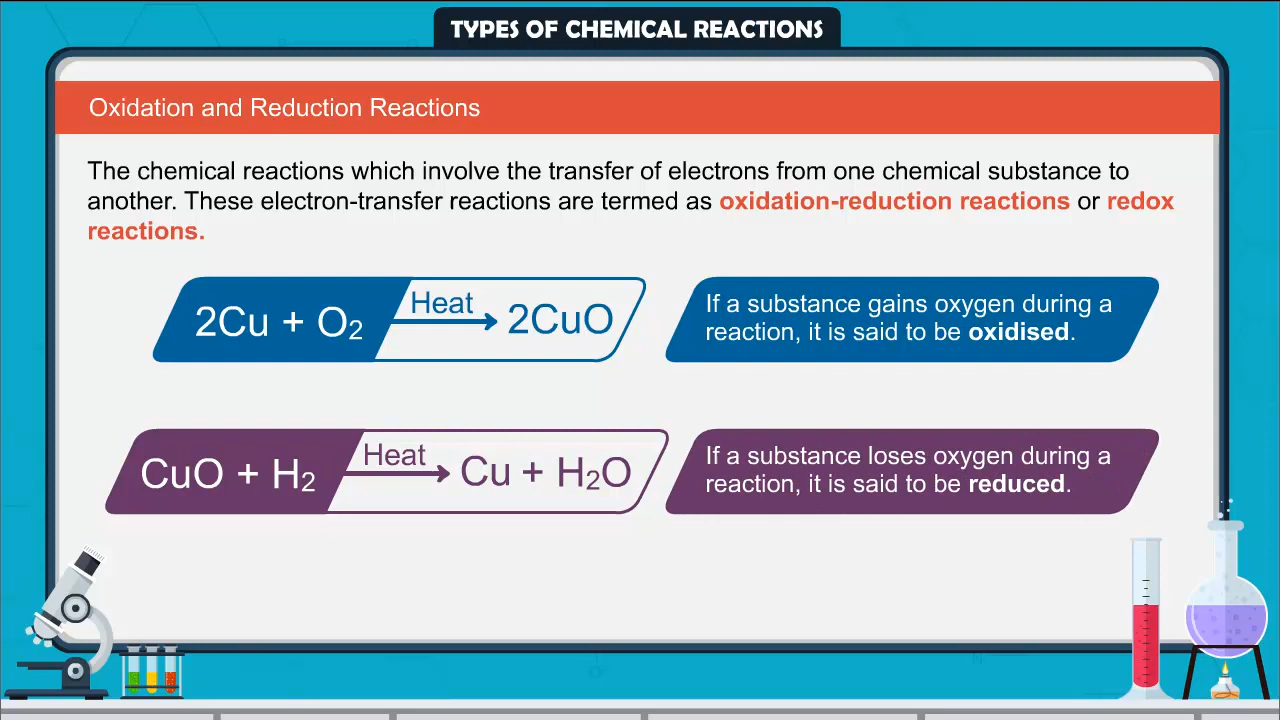 TYPES OF CHEMICAL REACTIONS
Oxidation and Reduction Reactions
The chemical reactions which involve the transfer of electrons from one chemical substance to
another. These electron-transfer reactions are termed as oxidation-reduction reactions or redox
reactions.
2Cu + O₂ Heat → 2CuO
If a substance gains oxygen during a
reaction, it is said to be oxidised.
CuO + H₂ Heat → Cu + H₂O
If a substance loses oxygen during a
reaction, it is said to be reduced.